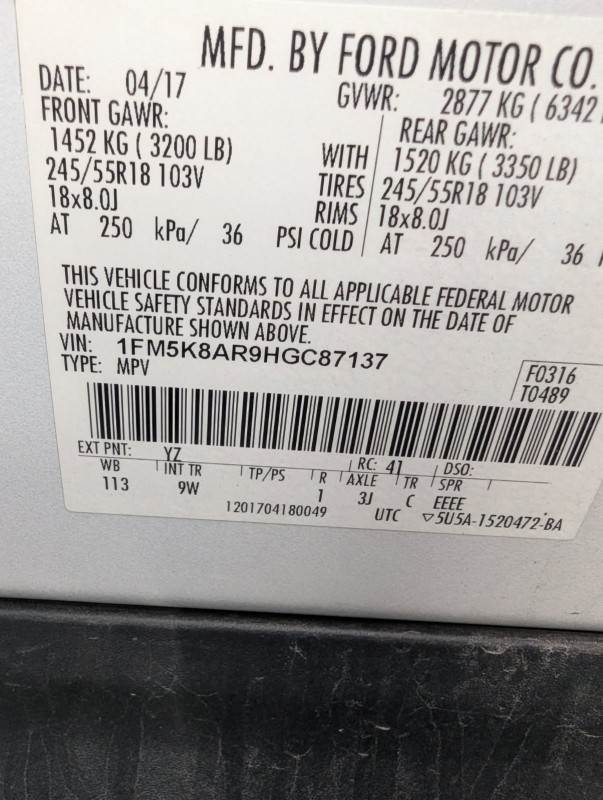 MFD. BY FORD MOTOR CO.
DATE: 04/17
GVWR: 2877 KG ( 6342
FRONT GAWR:
1452 KG ( 3200 LB)
245/55R18 103V
18x8.0J
AT 250 kPa/ 36 PSI COLD
WITH
TIRES
RIMS
REAR GAWR:
1520 KG ( 3350 LB)
245/55R18 103V
18x8.0J
AT 250 kPa/ 36
THIS VEHICLE CONFORMS TO ALL APPLICABLE FEDERAL MOTOR
VEHICLE SAFETY STANDARDS IN EFFECT ON THE DATE OF
MANUFACTURE SHOWN ABOVE.
VIN: 1FM5K8AR9HGC87137
TYPE: MPV
F0316
T0489
EXT PNT: YZ RC: 41 DSO:
WB INT TR TP/PS R AXLE TR SPR
113 9W 1 3J C EEEE
1201704180049 UTC ▽5U5A-1520472-BA